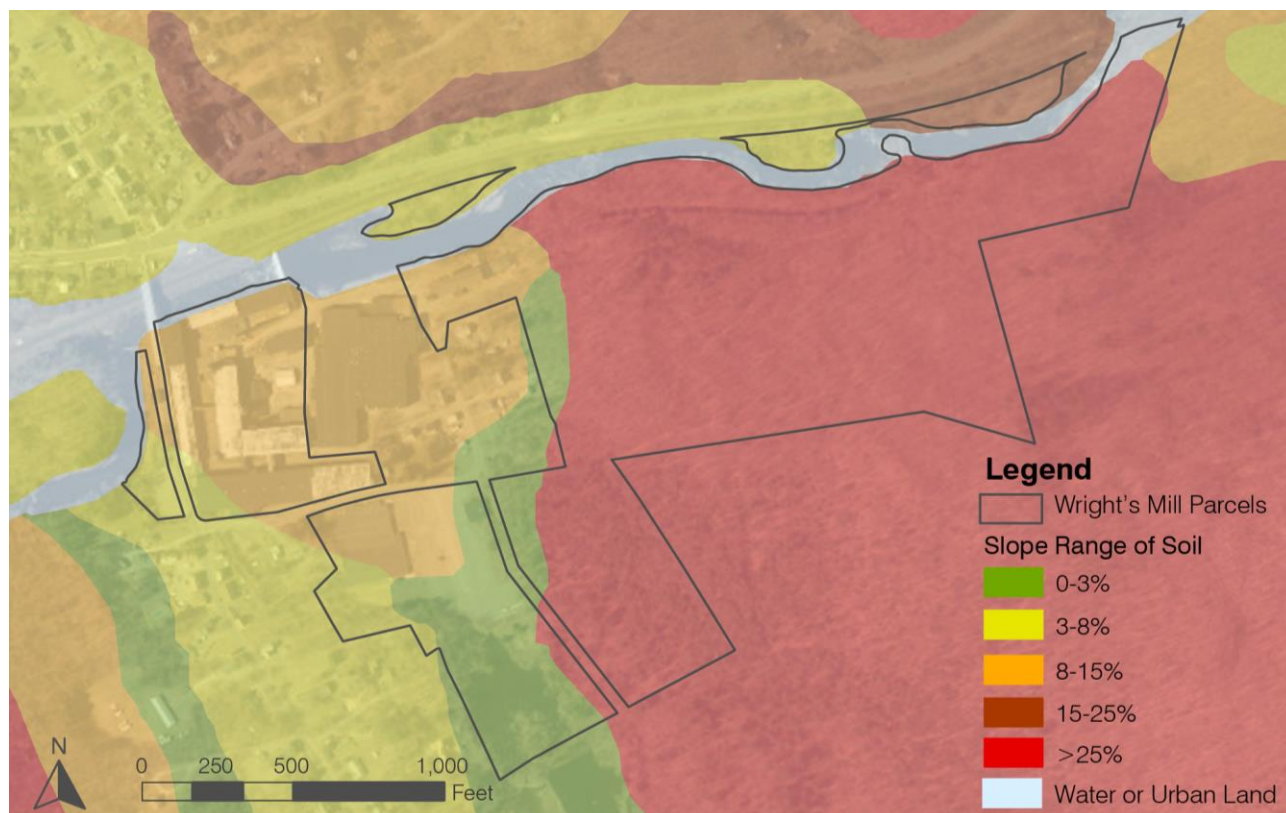 Legend
Wright's Mill Parcels
Slope Range of Soil
0-3%
3-8%
8-15%
15-25%
>25%
Water or Urban Land
N
0 250 500 1,000
Feet